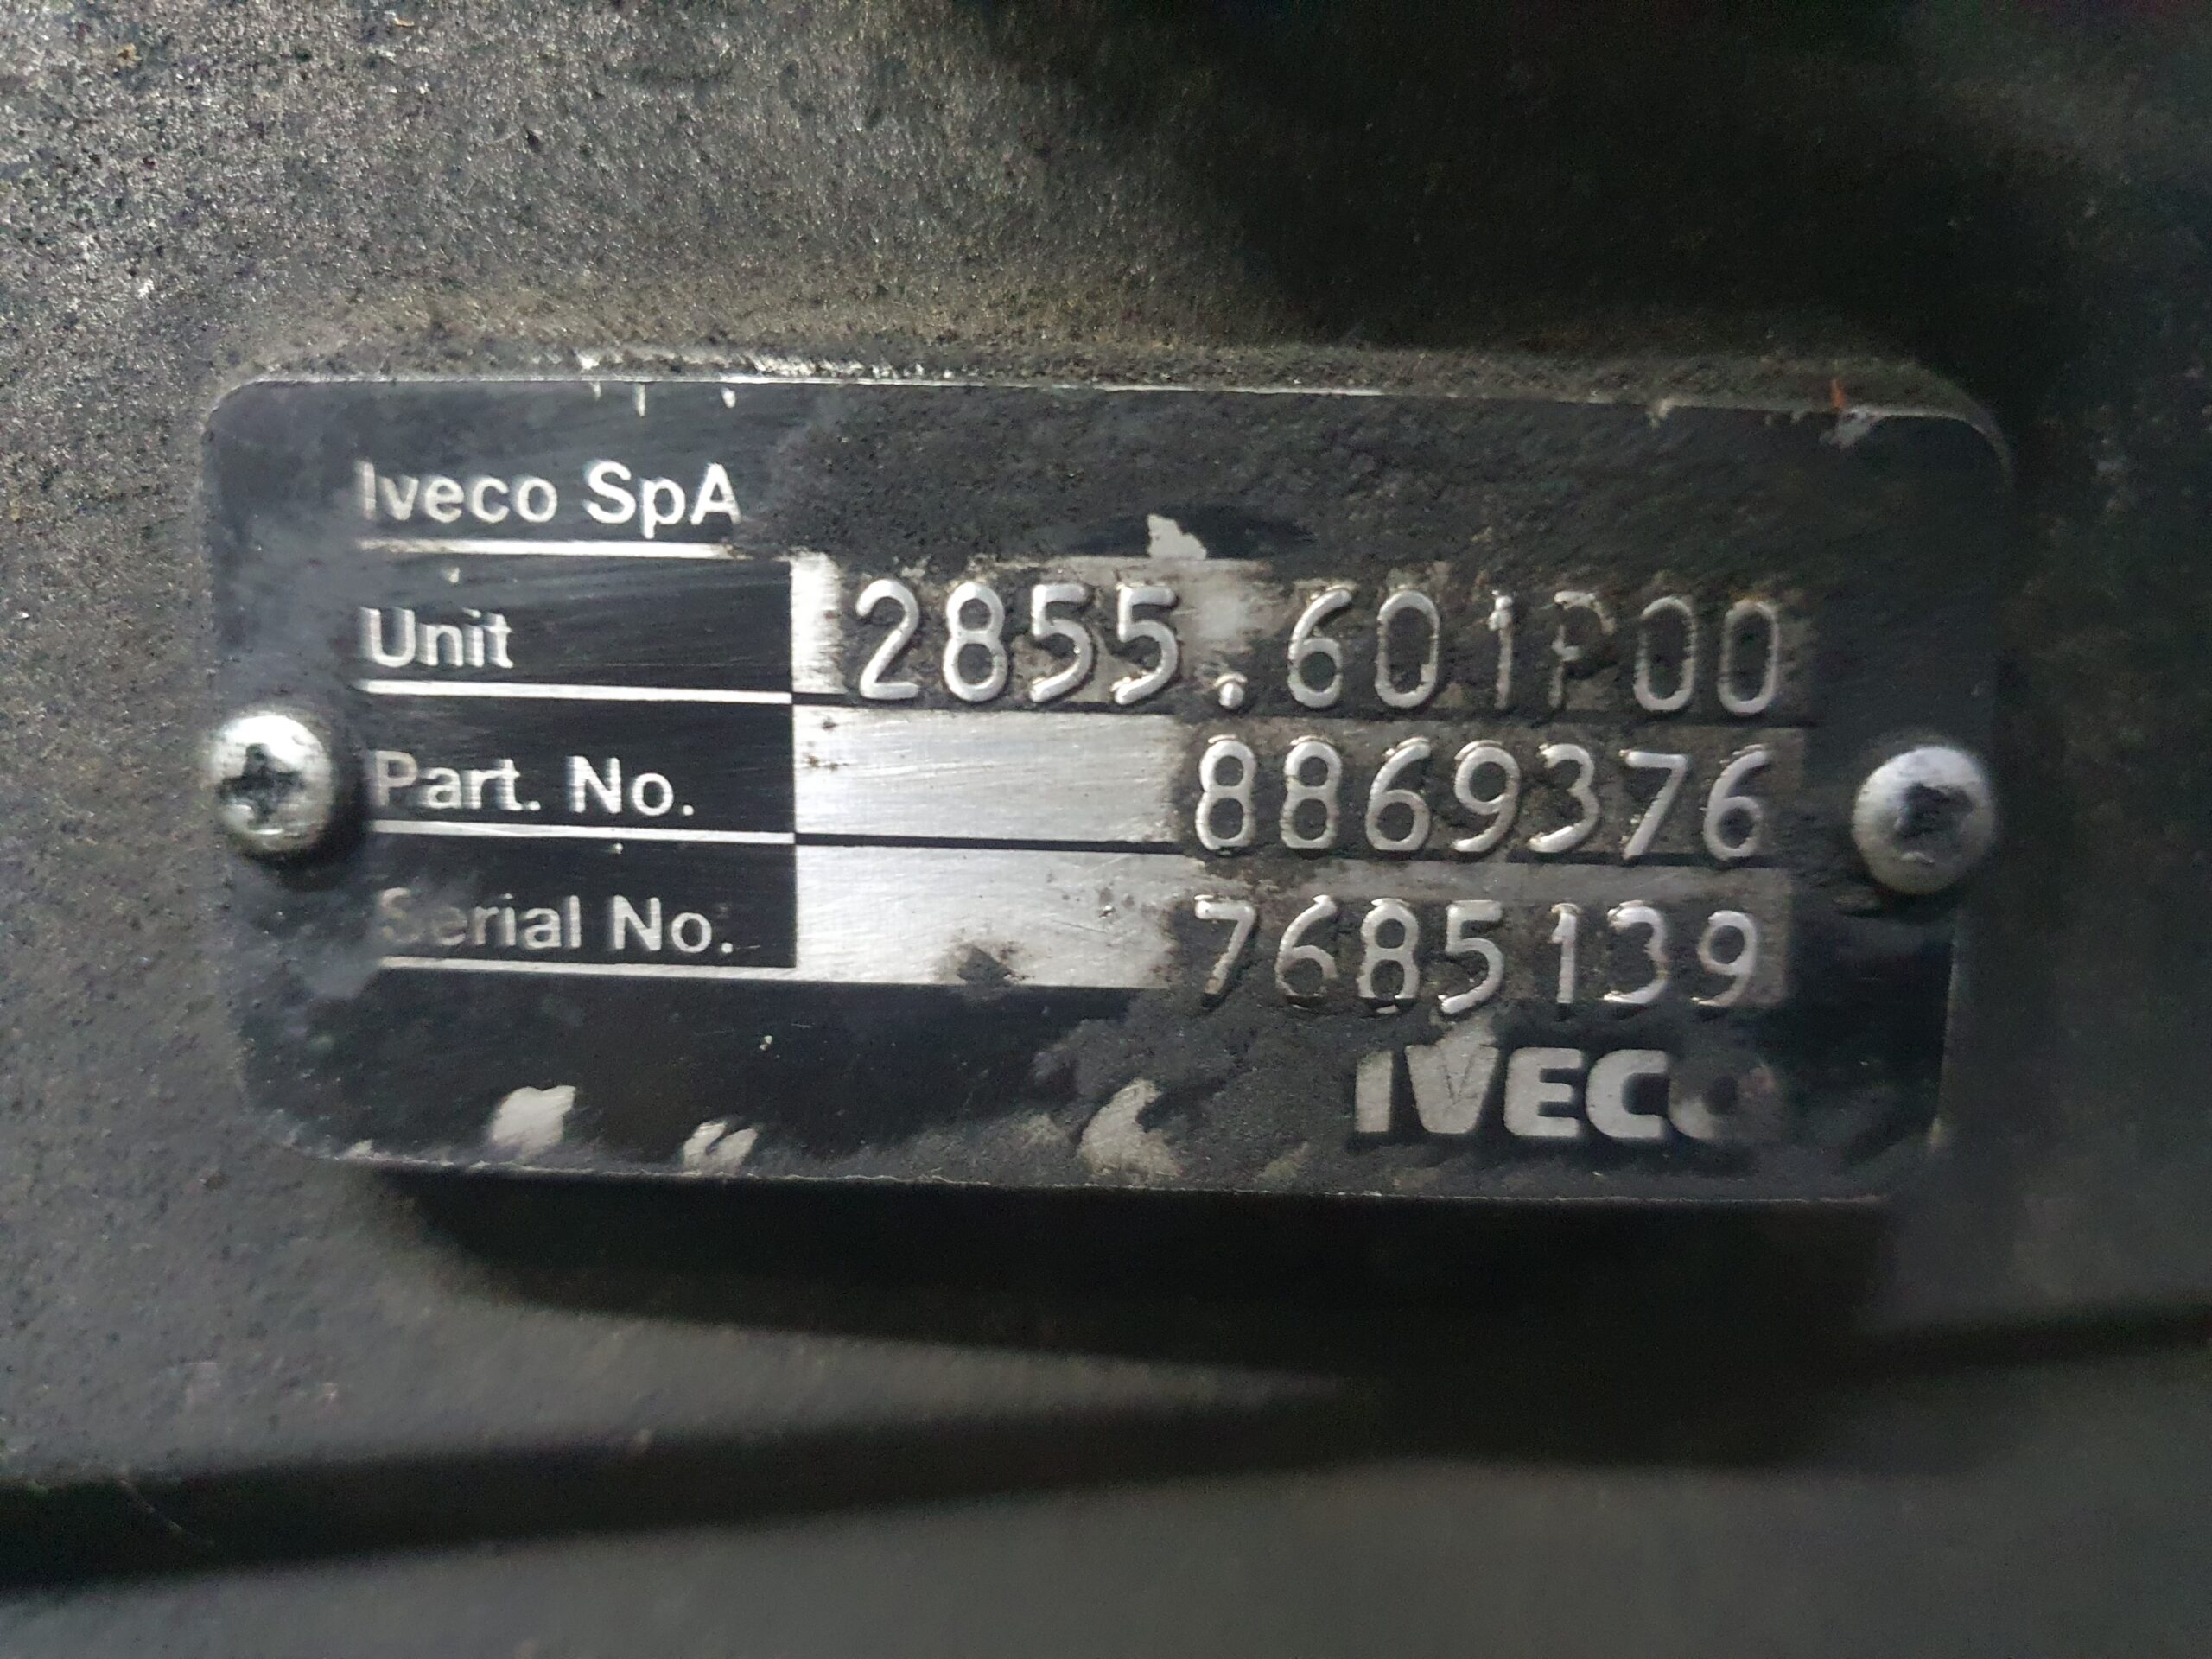 Iveco SpA
Unit 2855.601P00
Part. No. 8869376
Serial No. 7685139
IVECO